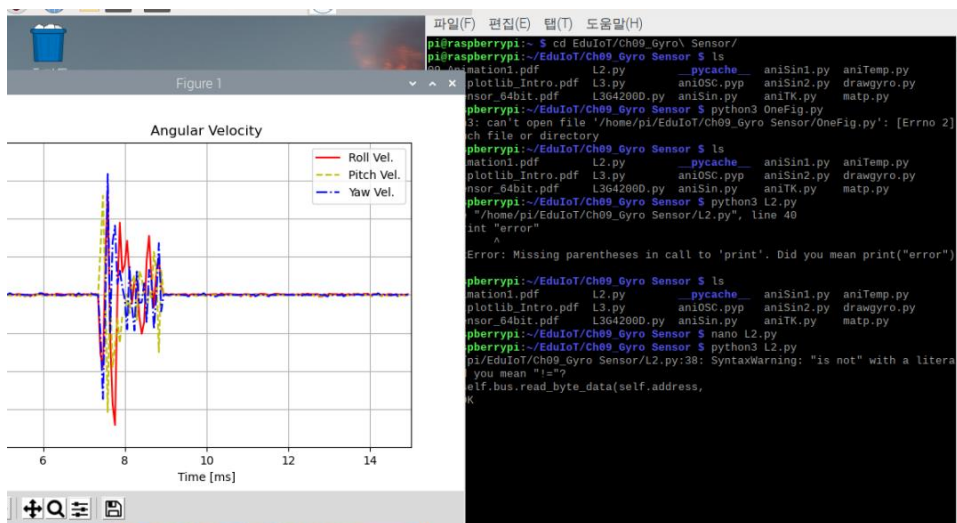 파일(F) 편집(E) 탭(T) 도움말(H)
pi@raspberrypi:~ $ cd EduIoT/Ch09_Gyro\ Sensor/
pi@raspberrypi:~/EduIoT/Ch09_Gyro Sensor $ ls
09_Animation1.pdf L2.py __pycache__ aniSin1.py aniTemp.py
plotlib_Intro.pdf L3.py aniOSC.pyp aniSin2.py drawgyro.py
ensor_64bit.pdf L3G4200D.py aniSin.py aniTK.py matp.py
pberrypi:~/EduIoT/Ch09_Gyro Sensor $ python3 OneFig.py
3: can't open file '/home/pi/EduIoT/Ch09_Gyro Sensor/OneFig.py': [Errno 2]
ch file or directory
pberrypi:~/EduIoT/Ch09_Gyro Sensor $ ls
mation1.pdf L2.py __pycache__ aniSin1.py aniTemp.py
plotlib_Intro.pdf L3.py aniOSC.pyp aniSin2.py drawgyro.py
ensor_64bit.pdf L3G4200D.py aniSin.py aniTK.py matp.py
pberrypi:~/EduIoT/Ch09_Gyro Sensor $ python3 L2.py
"/home/pi/EduIoT/Ch09_Gyro Sensor/L2.py", line 40
int "error"
^
Error: Missing parentheses in call to 'print'. Did you mean print("error")
pberrypi:~/EduIoT/Ch09_Gyro Sensor $ ls
mation1.pdf L2.py __pycache__ aniSin1.py aniTemp.py
plotlib_Intro.pdf L3.py aniOSC.pyp aniSin2.py drawgyro.py
ensor_64bit.pdf L3G4200D.py aniSin.py aniTK.py matp.py
pberrypi:~/EduIoT/Ch09_Gyro Sensor $ nano L2.py
pberrypi:~/EduIoT/Ch09_Gyro Sensor $ python3 L2.py
pi/EduIoT/Ch09_Gyro Sensor/L2.py:38: SyntaxWarning: "is not" with a litera
you mean "!="?
elf.bus.read_byte_data(self.address,
K
Figure 1
Angular Velocity
Roll Vel.
Pitch Vel.
Yaw Vel.
6 8 10 12 14
Time [ms]